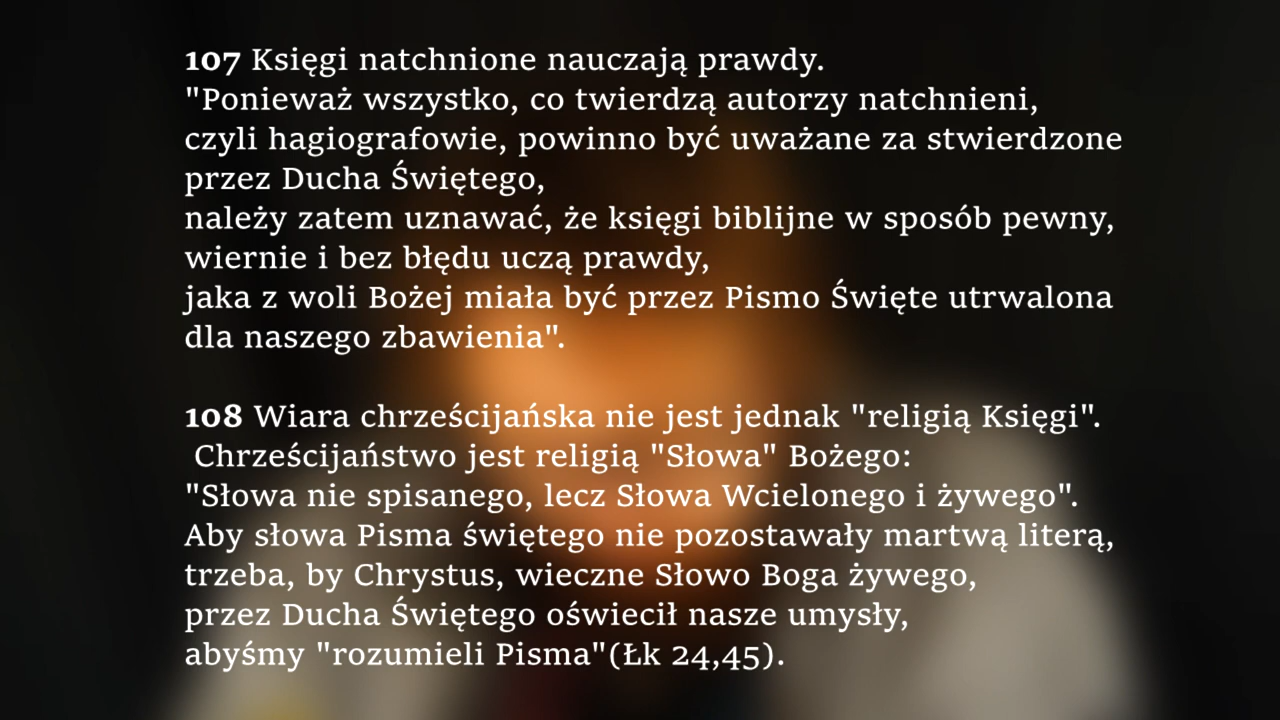 107 Księgi natchnione nauczają prawdy.
"Ponieważ wszystko, co twierdzą autorzy natchnieni,
czyli hagiografowie, powinno być uważane za stwierdzone
przez Ducha Świętego,
należy zatem uznawać, że księgi biblijne w sposób pewny,
wiernie i bez błędu uczą prawdy,
jaka z woli Bożej miała być przez Pismo Święte utrwalona
dla naszego zbawienia".
108 Wiara chrześcijańska nie jest jednak "religią Księgi".
Chrześcijaństwo jest religią "Słowa" Bożego:
"Słowa nie spisanego, lecz Słowa Wcielonego i żywego".
Aby słowa Pisma świętego nie pozostawały martwą literą,
trzeba, by Chrystus, wieczne Słowo Boga żywego,
przez Ducha Świętego oświecił nasze umysły,
abyśmy "rozumieli Pisma"(Łk 24,45).